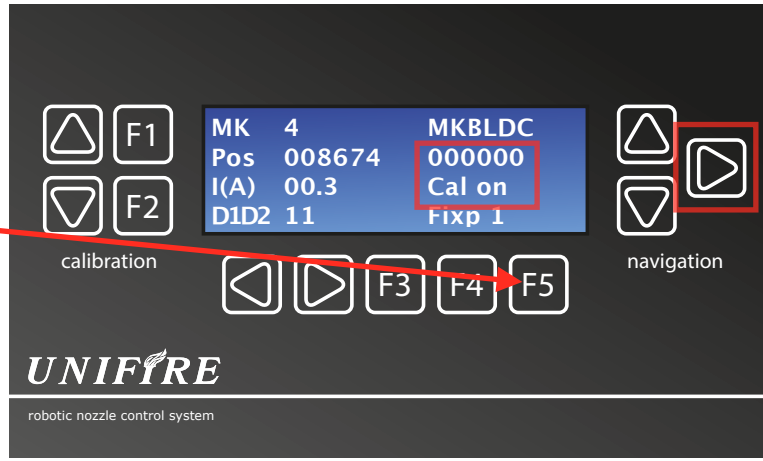 F1
F2
calibration
MK 4 MKBLDC
Pos 008674 000000
I(A) 00.3 Cal on
D1D2 11 Fixp 1
F3 F4 F5
navigation
UNIFIRE
robotic nozzle control system